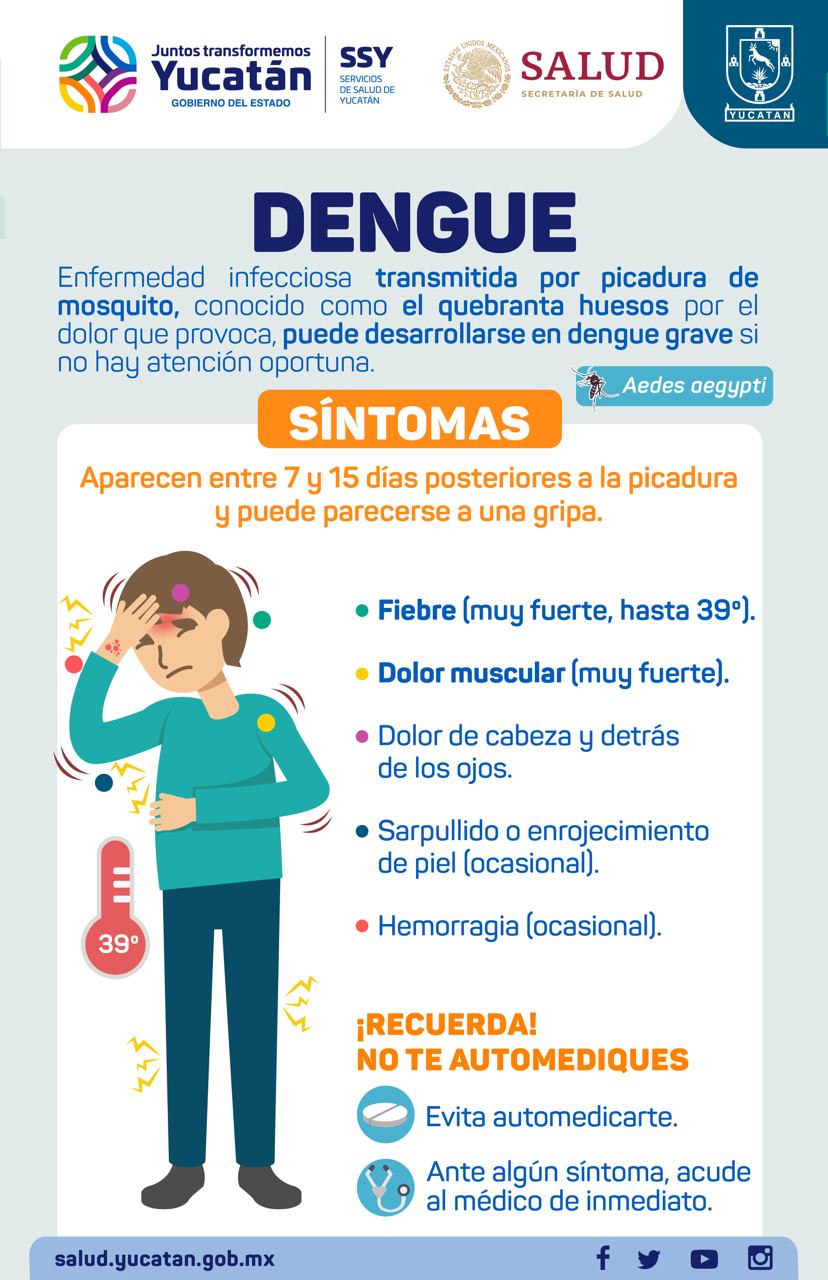 Juntos transformemos
Yucatán
GOBIERNO DEL ESTADO
SSY
SERVICIOS
DE SALUD DE
YUCATÁN
ESTADOS UNIDOS MEXICANOS
SALUD
SECRETARÍA DE SALUD
YUCATAN
DENGUE
Enfermedad infecciosa transmitida por picadura de
mosquito, conocido como el quebranta huesos por el
dolor que provoca, puede desarrollarse en dengue grave si
no hay atención oportuna.
Aedes aegypti
SÍNTOMAS
Aparecen entre 7 y 15 días posteriores a la picadura
y puede parecerse a una gripa.
Fiebre (muy fuerte, hasta 39º).
Dolor muscular (muy fuerte).
Dolor de cabeza y detrás
de los ojos.
Sarpullido o enrojecimiento
de piel (ocasional).
Hemorragia (ocasional).
39º
¡RECUERDA!
NO TE AUTOMEDIQUES
Evita automedicarte.
Ante algún síntoma, acude
al médico de inmediato.
salud.yucatan.gob.mx